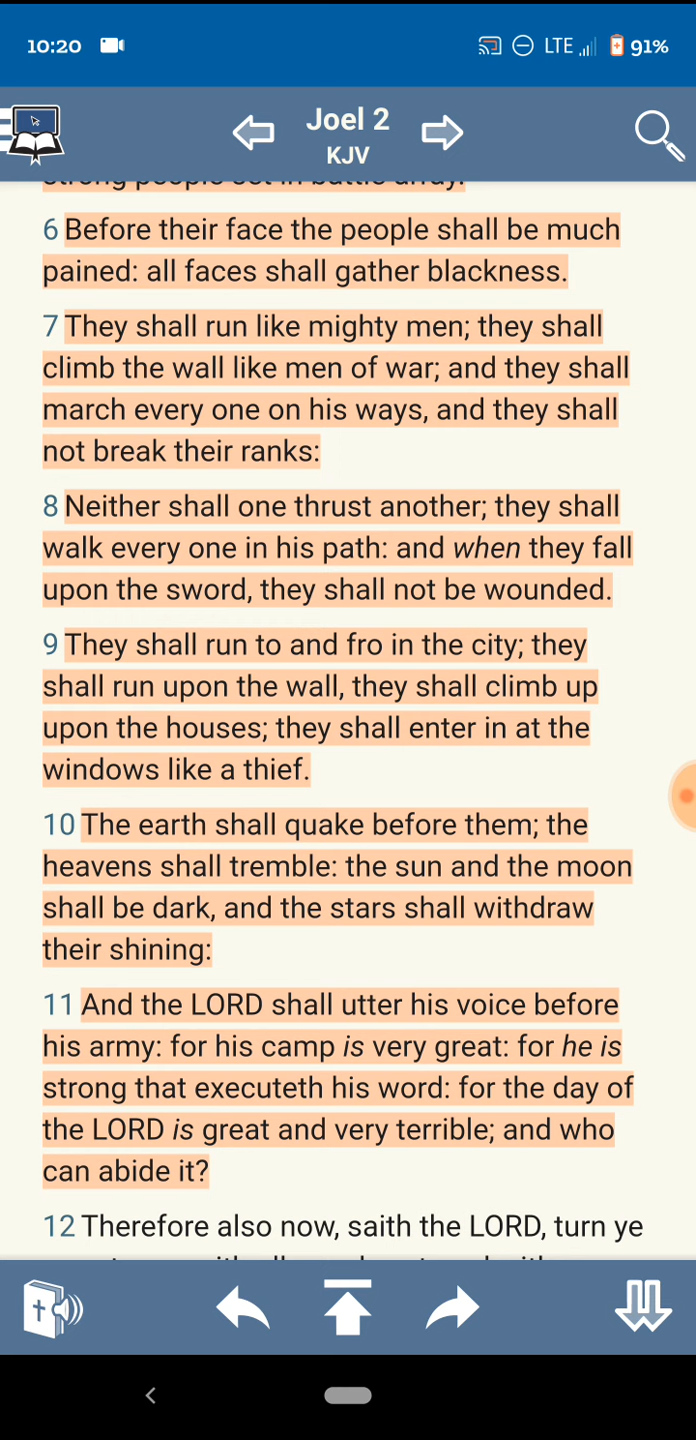 10:20
LTE
91%
Joel 2
KJV
strong people set in battle array.
6 Before their face the people shall be much
pained: all faces shall gather blackness.
7 They shall run like mighty men; they shall
climb the wall like men of war; and they shall
march every one on his ways, and they shall
not break their ranks:
8 Neither shall one thrust another; they shall
walk every one in his path: and when they fall
upon the sword, they shall not be wounded.
9 They shall run to and fro in the city; they
shall run upon the wall, they shall climb up
upon the houses; they shall enter in at the
windows like a thief.
10 The earth shall quake before them; the
heavens shall tremble: the sun and the moon
shall be dark, and the stars shall withdraw
their shining:
11 And the LORD shall utter his voice before
his army: for his camp is very great: for he is
strong that executeth his word: for the day of
the LORD is great and very terrible; and who
can abide it?
12 Therefore also now, saith the LORD, turn ye